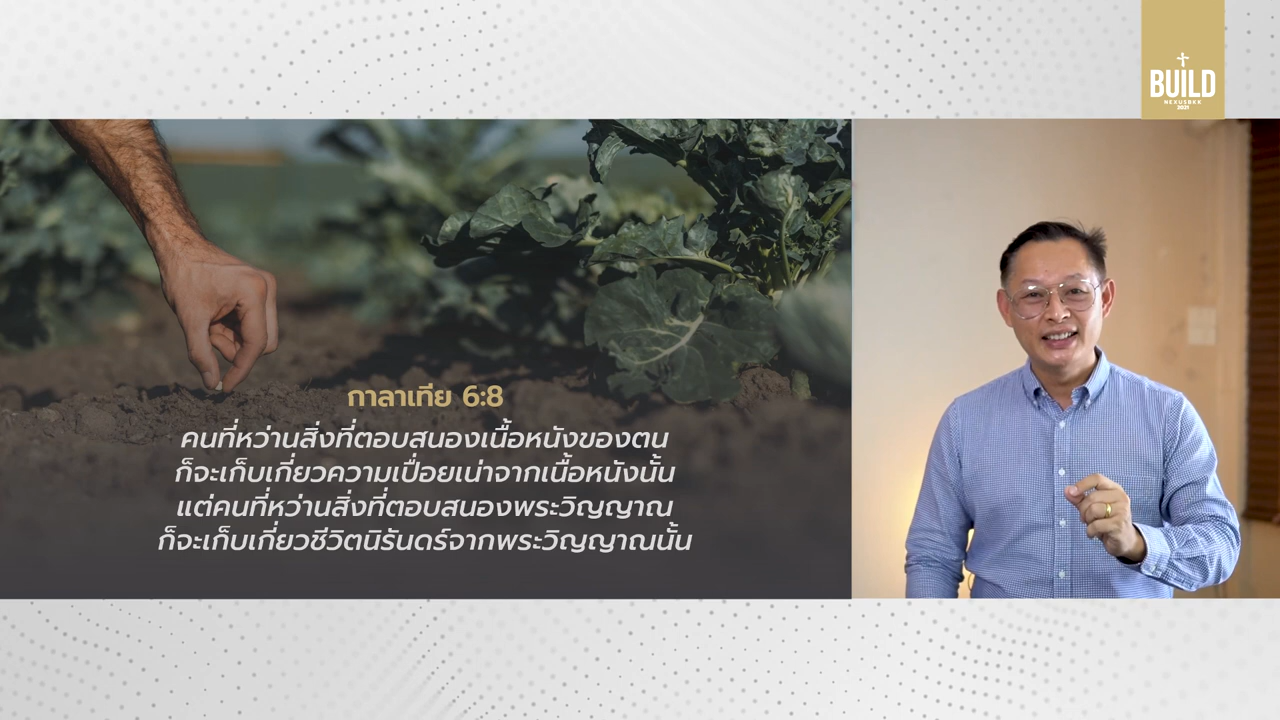 BUILD
NEXUSBKK
2021
กาลาเทีย 6:8
คนที่หว่านสิ่งที่ตอบสนองเนื้อหนังของตน
ก็จะเก็บเกี่ยวความเปื่อยเน่าจากเนื้อหนังนั้น
แต่คนที่หว่านสิ่งที่ตอบสนองพระวิญญาณ
ก็จะเก็บเกี่ยวชีวิตนิรันดร์จากพระวิญญาณนั้น